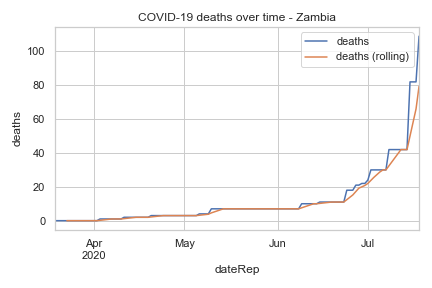 COVID-19 deaths over time - Zambia
deaths
deaths (rolling)
100
80
60
40
20
0
deaths
Apr
2020
May
Jun
Jul
dateRep